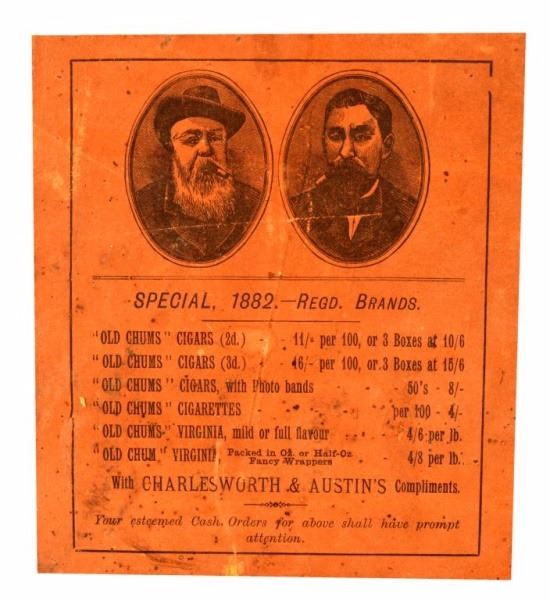 SPECIAL, 1882.—REGD. BRANDS.
"OLD CHUMS" CIGARS (2d.) - - 11/- per 100, or 3 Boxes at 10/6
"OLD CHUMS" CIGARS (3d.) - - 16/- per 100, or 3 Boxes at 15/6
"OLD CHUMS" CIGARS, with Photo bands - - 50's - 8/-
"OLD CHUMS" CIGARETTES - - per 100 - 4/-
"OLD CHUMS" VIRGINIA, mild or full flavour - - 4/6 per lb.
"OLD CHUM" VIRGINIA Packed in Oz. or Half-Oz. Fancy Wrappers - 4/8 per lb.
With CHARLESWORTH & AUSTIN'S Compliments.
Your esteemed Cash Orders for above shall have prompt
attention.